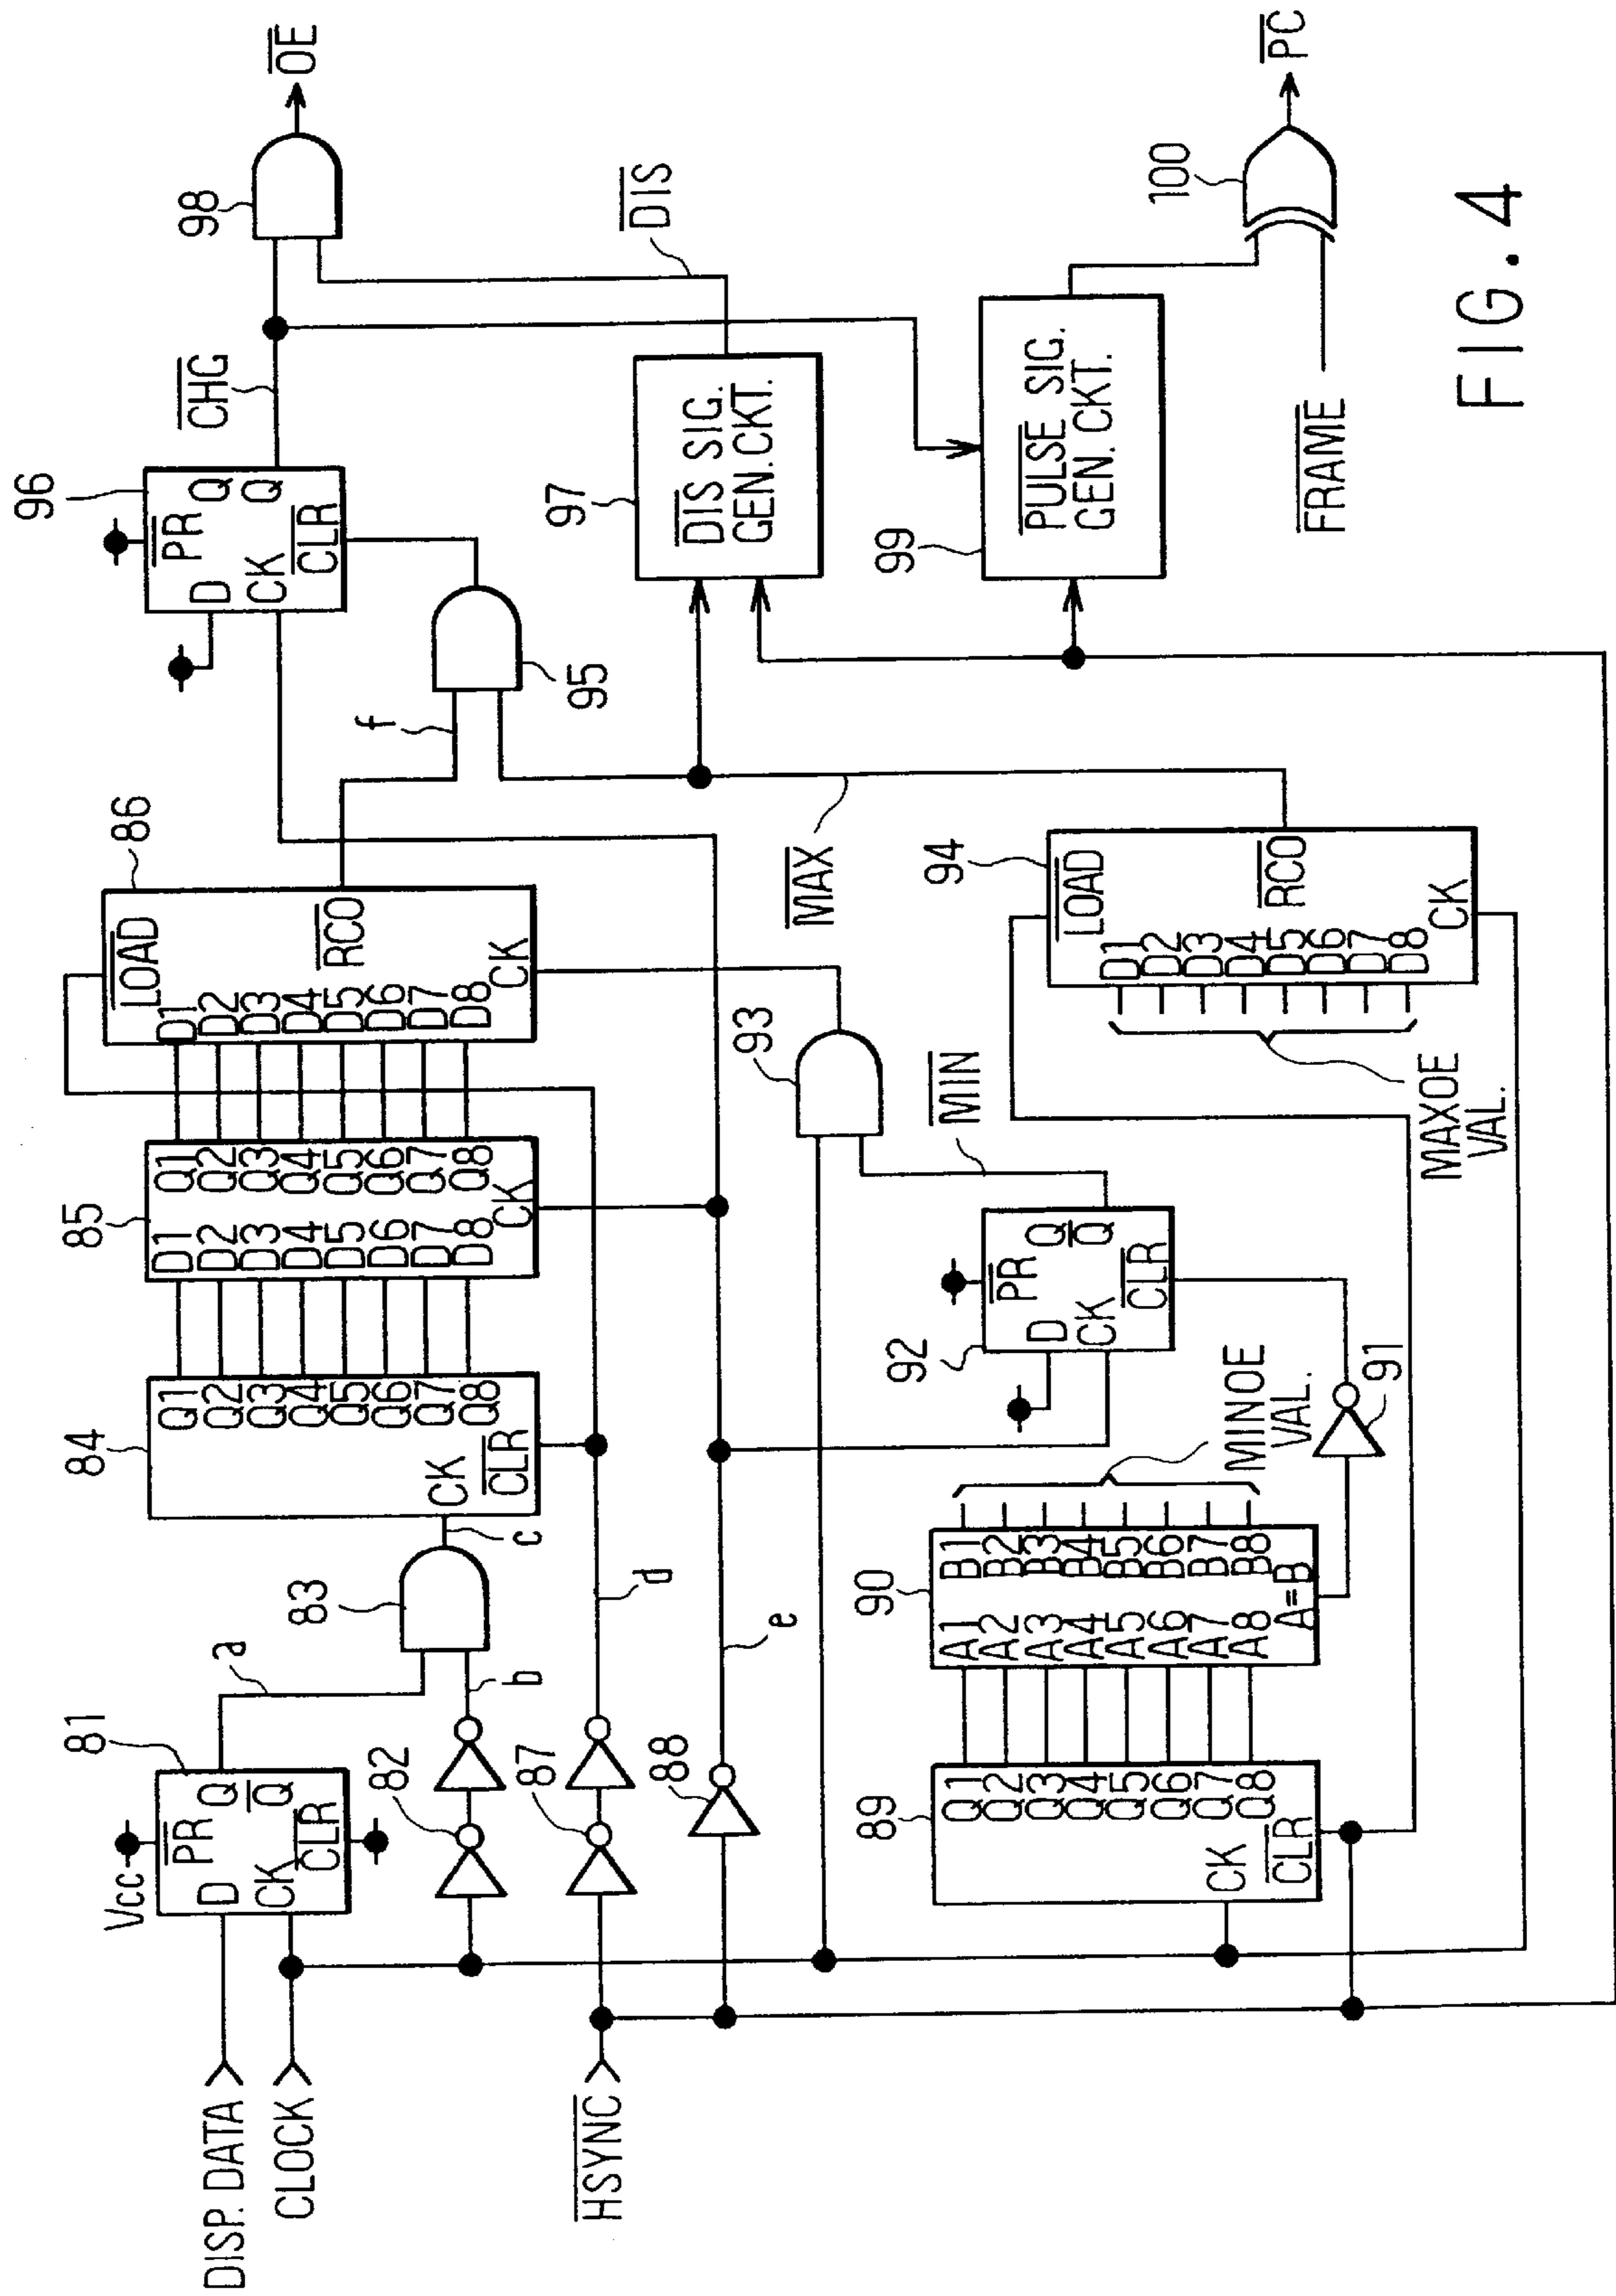 DISP. DATA
CLOCK
HSYNC
Vcc
81
PR
D
Q
CK
Q
CLR
a
82
b
83
c
87
d
88
e
84
CK
CLR
Q1
Q2
Q3
Q4
Q5
Q6
Q7
Q8
85
D1
D2
D3
D4
D5
D6
D7
D8
Q1
Q2
Q3
Q4
Q5
Q6
Q7
Q8
CK
86
LOAD
D1
D2
D3
D4
D5
D6
D7
D8
RCO
CK
89
Q1
Q2
Q3
Q4
Q5
Q6
Q7
Q8
CK
CLR
90
A1
A2
A3
A4
A5
A6
A7
A8
B1
B2
B3
B4
B5
B6
B7
B8
A=B
MINOE
VAL.
91
92
PR
D
Q
CK
Q
CLR
MIN
93
94
LOAD
D1
D2
D3
D4
D5
D6
D7
D8
RCO
CK
MAXOE
VAL.
MAX
f
95
96
PR
D
Q
CK
Q
CLR
CHG
97
DIS SIG.
GEN.CKT.
DIS
98
OE
99
PULSE SIG.
GEN. CKT.
FRAME
100
PC
FIG. 4